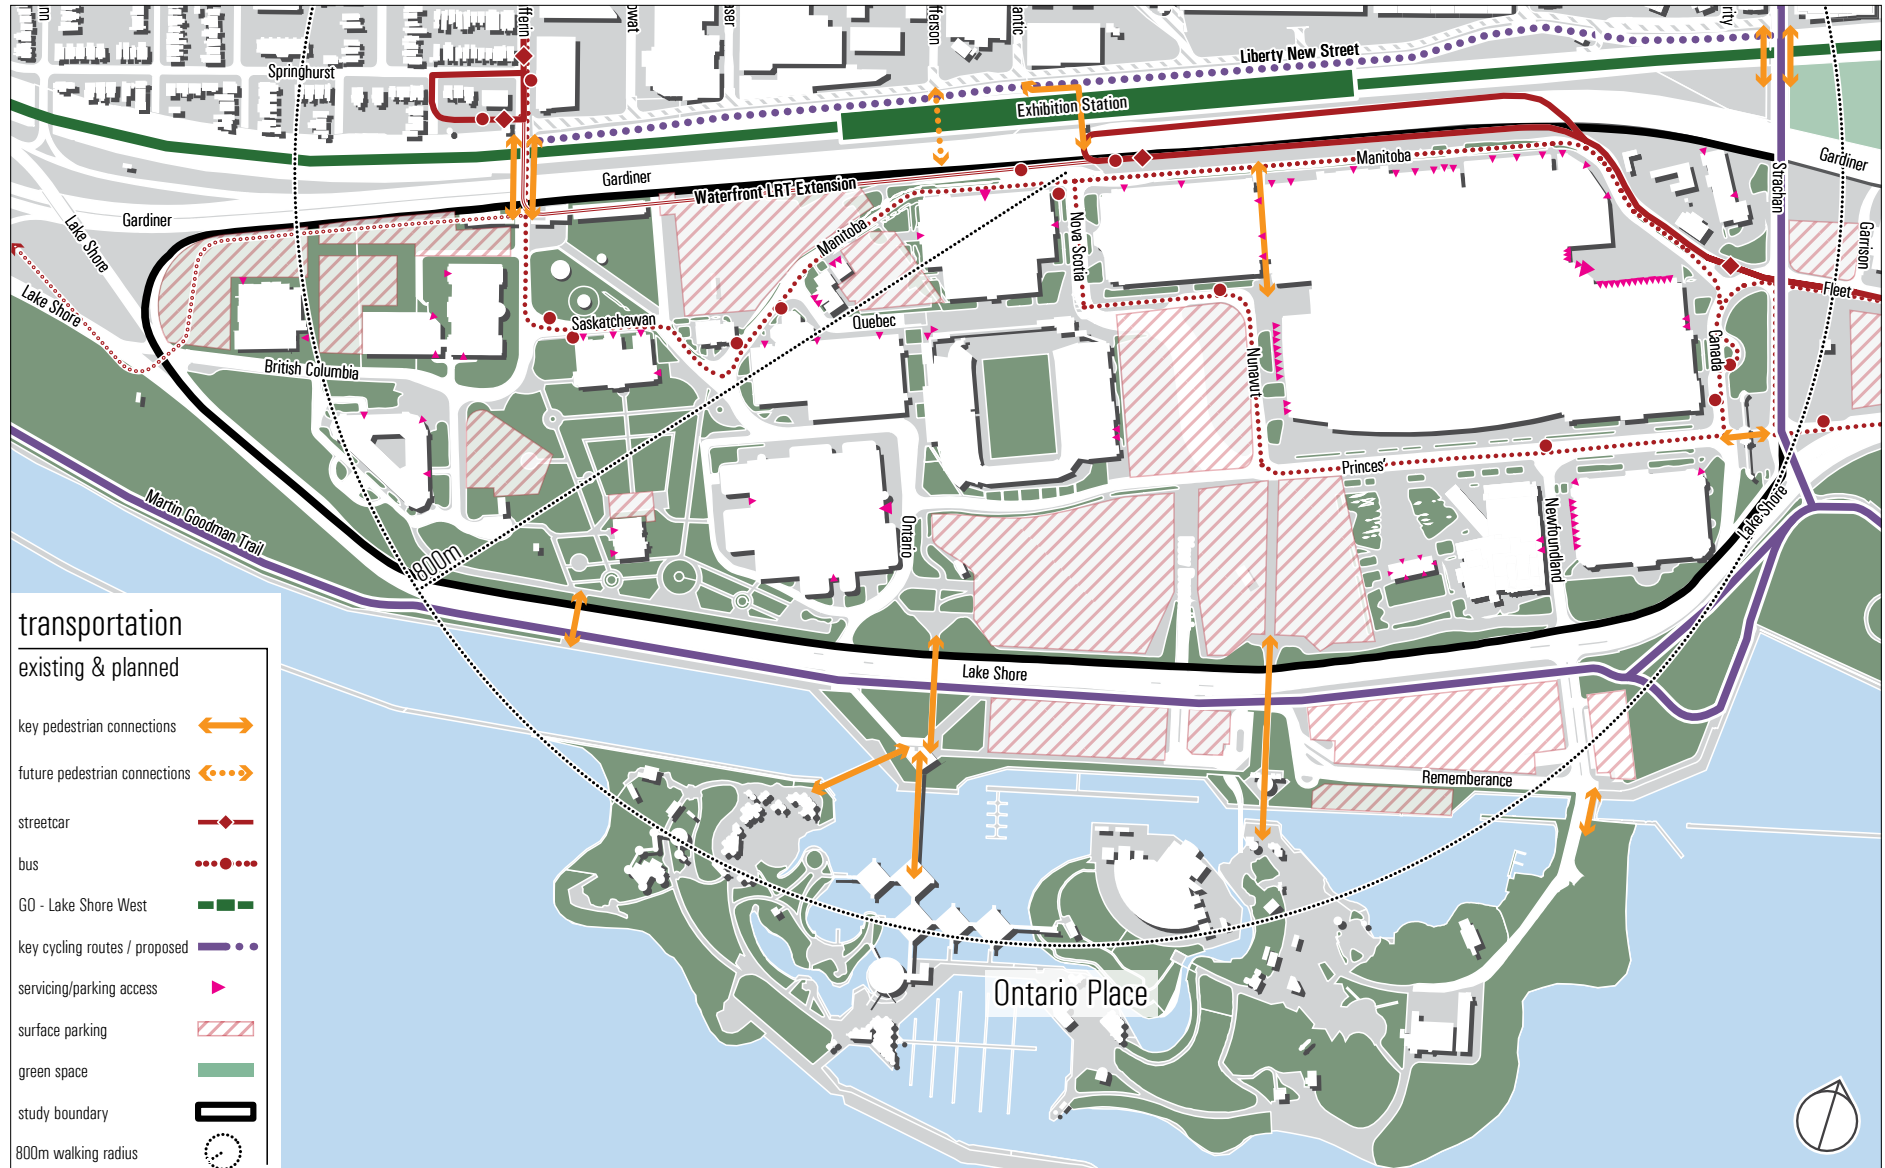 Springhurst
Liberty New Street
Exhibition Station
Gardiner
Waterfront LRT Extension
Manitoba
Gardiner
Strachan
Gardiner
Lake Shore
Manitoba
Nova Scotia
Garrison
Lake Shore
Saskatchewan
Quebec
Fleet
British Columbia
Nunavut
Canada
Princes'
Martin Goodman Trail
Ontario
Newfoundland
Lake Shore
800m
Lake Shore
Rememberance
Ontario Place
transportation
existing & planned
key pedestrian connections
future pedestrian connections
streetcar
bus
GO - Lake Shore West
key cycling routes / proposed
servicing/parking access
surface parking
green space
study boundary
800m walking radius